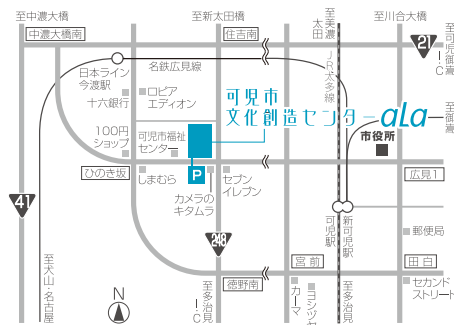 至中濃大橋
至新太田橋
至美濃太田
至川合大橋
中濃大橋南
住吉南
至可児御嵩I・C
21
名鉄広見線
JR太多線
至御嵩
日本ライン
今渡駅
ロピア
エディオン
十六銀行
可児市
文化創造センターala
100円
ショップ
可児市福祉
センター
市役所
ひのき坂
しまむら
P
セブン
イレブン
広見1
カメラの
キタムラ
41
248
可児駅
新可児駅
郵便局
宮前
田白
至犬山・名古屋
N
至多治見I・C
徳野南
カーマ
ヨシヅヤ
至多治見
セカンド
ストリート